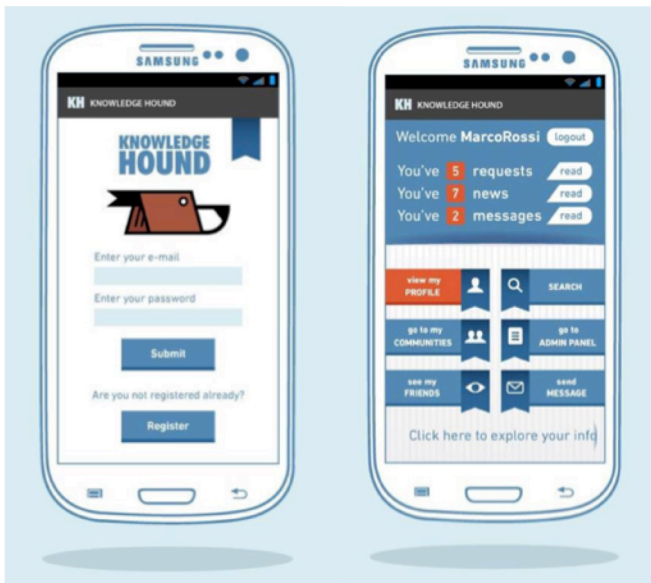 SAMSUNG
KH KNOWLEDGE HOUND
KNOWLEDGE
HOUND
Enter your e-mail
Enter your password
Submit
Are you not registered already?
Register
SAMSUNG
KH KNOWLEDGE HOUND
Welcome MarcoRossi logout
You've 5 requests read
You've 7 news read
You've 2 messages read
view my
PROFILE
SEARCH
go to my
COMMUNITIES
go to
ADMIN PANEL
see my
FRIENDS
send
MESSAGE
Click here to explore your info